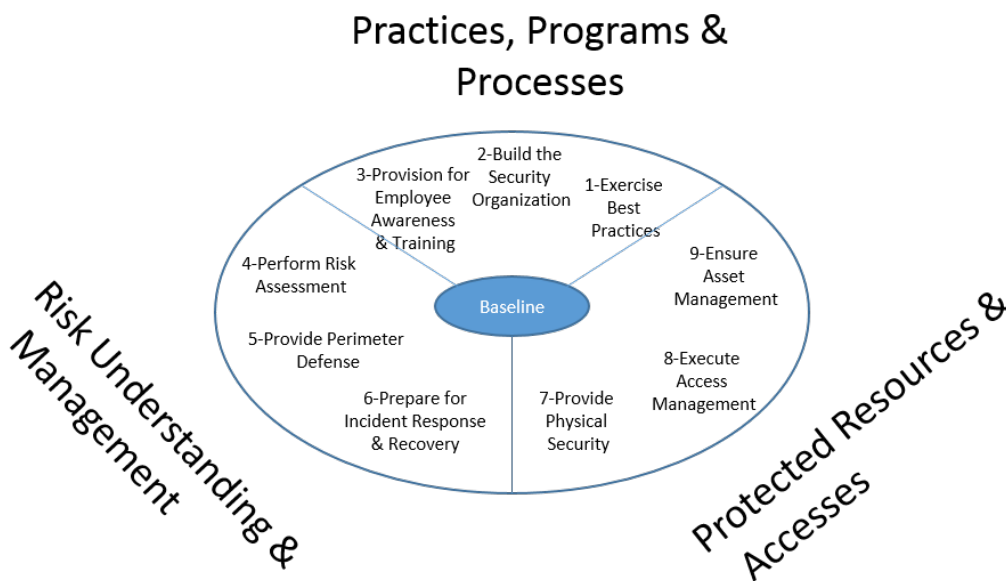 Practices, Programs &
Processes
2-Build the
Security
Organization
3-Provision for
Employee
Awareness
& Training
1-Exercise
Best
Practices
4-Perform Risk
Assessment
9-Ensure
Asset
Management
Baseline
5-Provide Perimeter
Defense
8-Execute
Access
Management
6-Prepare for
Incident Response
& Recovery
7-Provide
Physical
Security
Risk Understanding &
Management
Protected Resources &
Accesses